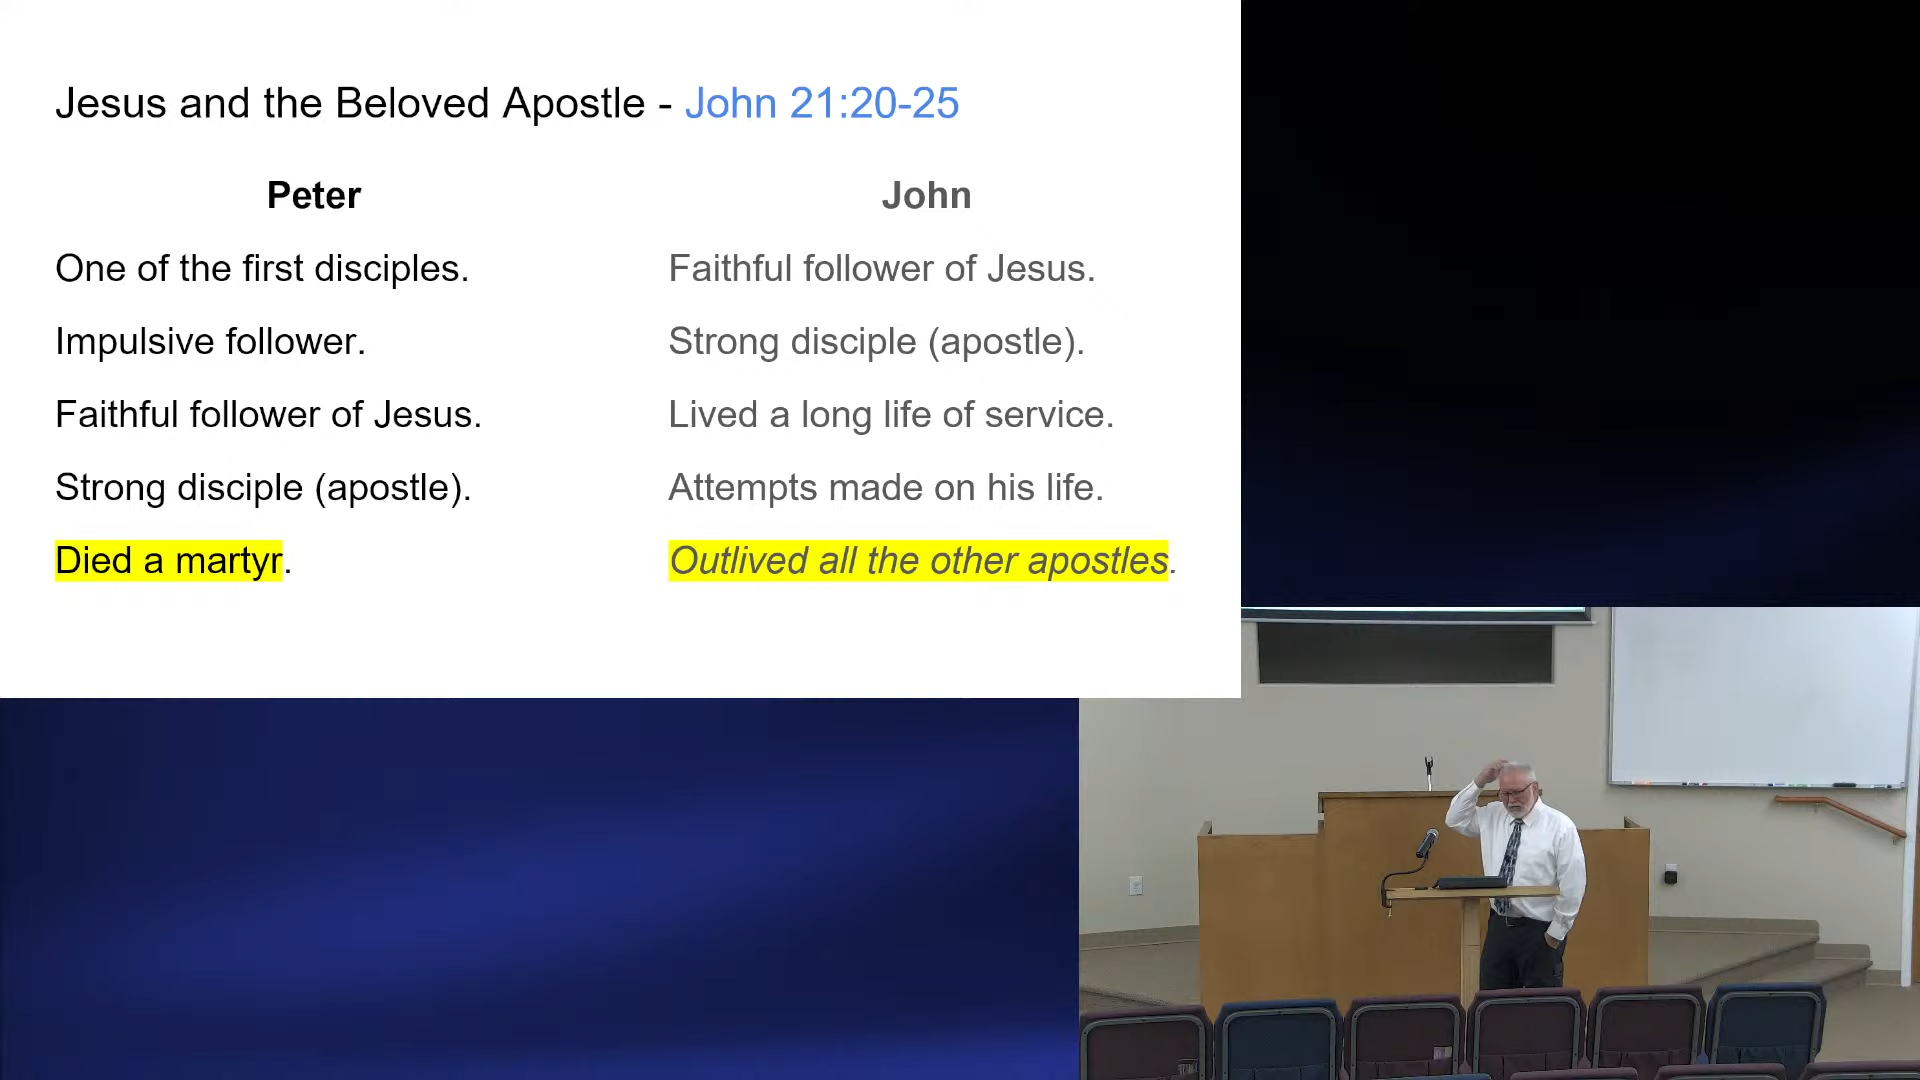 Jesus and the Beloved Apostle - John 21:20-25
Peter
One of the first disciples.
Impulsive follower.
Faithful follower of Jesus.
Strong disciple (apostle).
Died a martyr.
John
Faithful follower of Jesus.
Strong disciple (apostle).
Lived a long life of service.
Attempts made on his life.
Outlived all the other apostles.